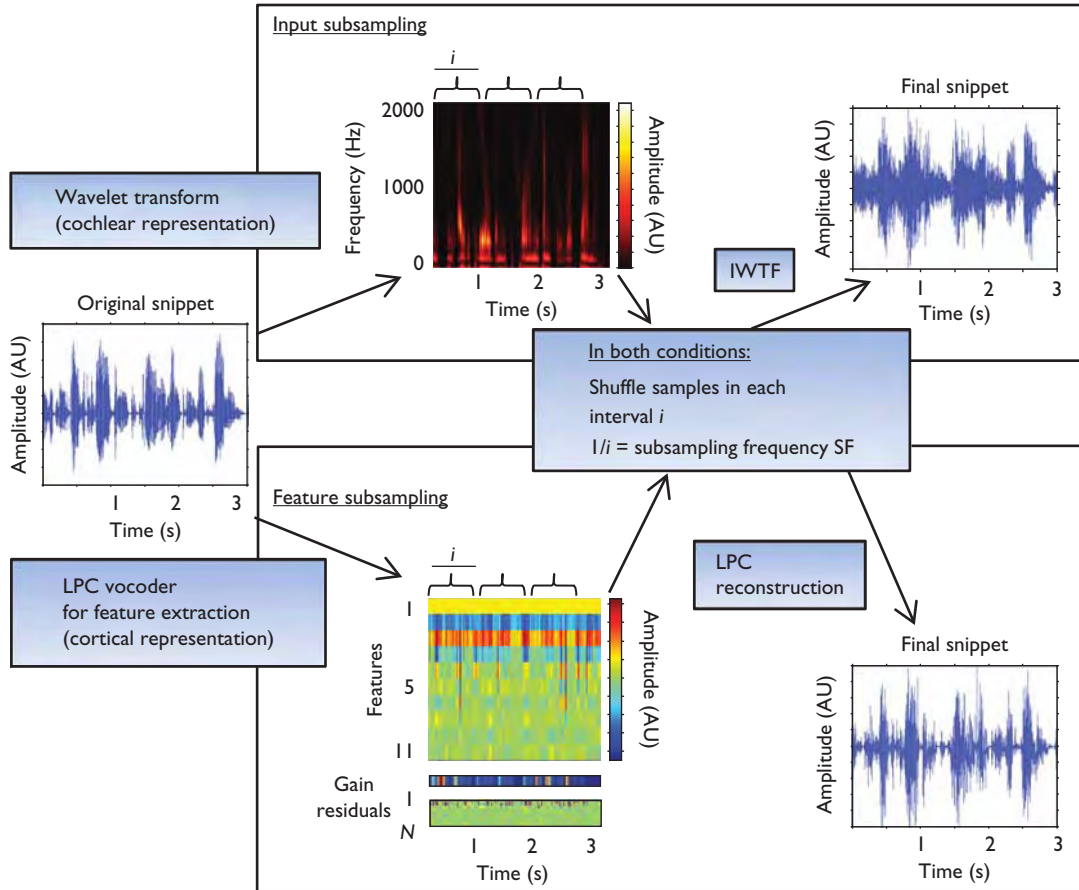 Input subsampling
i
2000
1000
0
Frequency (Hz)
1 2 3
Time (s)
Amplitude (AU)
Wavelet transform
(cochlear representation)
Original snippet
Amplitude (AU)
1 2 3
Time (s)
IWTF
Final snippet
Amplitude (AU)
1 2 3
Time (s)
In both conditions:
Shuffle samples in each
interval i
1/i = subsampling frequency SF
Feature subsampling
LPC vocoder
for feature extraction
(cortical representation)
i
1
5
11
Features
Amplitude (AU)
Gain
residuals
1
N
1 2 3
Time (s)
LPC
reconstruction
Final snippet
Amplitude (AU)
1 2 3
Time (s)